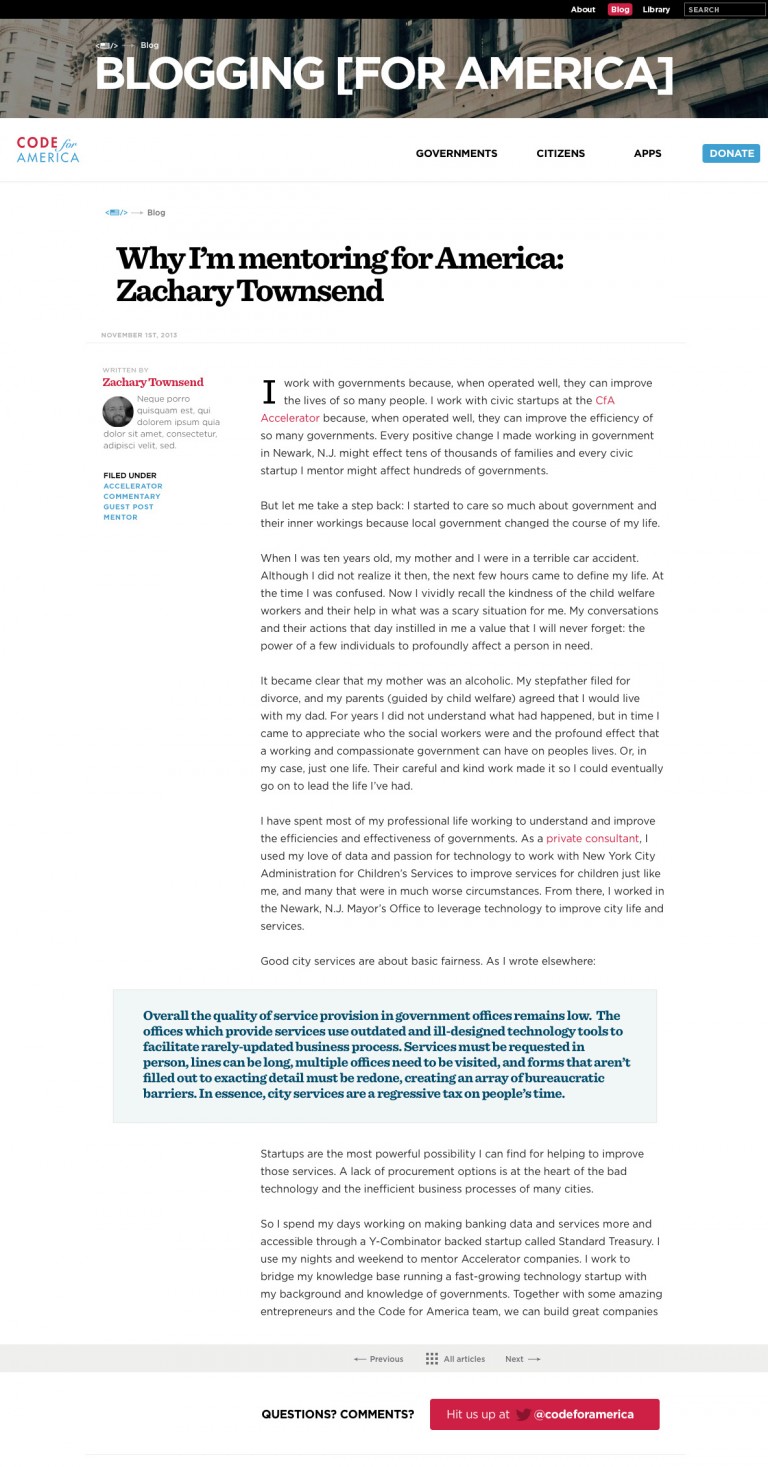 About Blog Library SEARCH
Blog
BLOGGING [FOR AMERICA]
CODE for
AMERICA
GOVERNMENTS CITIZENS APPS DONATE
Blog
Why I'm mentoring for America:
Zachary Townsend
NOVEMBER 1ST, 2013
WRITTEN BY
Zachary Townsend
Neque porro
quisquam est, qui
dolorem ipsum quia
dolor sit amet, consectetur,
adipisci velit, sed.
FILED UNDER
ACCELERATOR
COMMENTARY
GUEST POST
MENTOR
I work with governments because, when operated well, they can improve
the lives of so many people. I work with civic startups at the CfA
Accelerator because, when operated well, they can improve the efficiency of
so many governments. Every positive change I made working in government
in Newark, N.J. might effect tens of thousands of families and every civic
startup I mentor might affect hundreds of governments.
But let me take a step back: I started to care so much about government and
their inner workings because local government changed the course of my life.
When I was ten years old, my mother and I were in a terrible car accident.
Although I did not realize it then, the next few hours came to define my life. At
the time I was confused. Now I vividly recall the kindness of the child welfare
workers and their help in what was a scary situation for me. My conversations
and their actions that day instilled in me a value that I will never forget: the
power of a few individuals to profoundly affect a person in need.
It became clear that my mother was an alcoholic. My stepfather filed for
divorce, and my parents (guided by child welfare) agreed that I would live
with my dad. For years I did not understand what had happened, but in time I
came to appreciate who the social workers were and the profound effect that
a working and compassionate government can have on peoples lives. Or, in
my case, just one life. Their careful and kind work made it so I could eventually
go on to lead the life I've had.
I have spent most of my professional life working to understand and improve
the efficiencies and effectiveness of governments. As a private consultant, I
used my love of data and passion for technology to work with New York City
Administration for Children's Services to improve services for children just like
me, and many that were in much worse circumstances. From there, I worked in
the Newark, N.J. Mayor's Office to leverage technology to improve city life and
services.
Good city services are about basic fairness. As I wrote elsewhere:
Overall the quality of service provision in government offices remains low. The
offices which provide services use outdated and ill-designed technology tools to
facilitate rarely-updated business process. Services must be requested in
person, lines can be long, multiple offices need to be visited, and forms that aren't
filled out to exacting detail must be redone, creating an array of bureaucratic
barriers. In essence, city services are a regressive tax on people's time.
Startups are the most powerful possibility I can find for helping to improve
those services. A lack of procurement options is at the heart of the bad
technology and the inefficient business processes of many cities.
So I spend my days working on making banking data and services more and
accessible through a Y-Combinator backed startup called Standard Treasury. I
use my nights and weekend to mentor Accelerator companies. I work to
bridge my knowledge base running a fast-growing technology startup with
my background and knowledge of governments. Together with some amazing
entrepreneurs and the Code for America team, we can build great companies
Previous All articles Next
QUESTIONS? COMMENTS? Hit us up at @codeforamerica